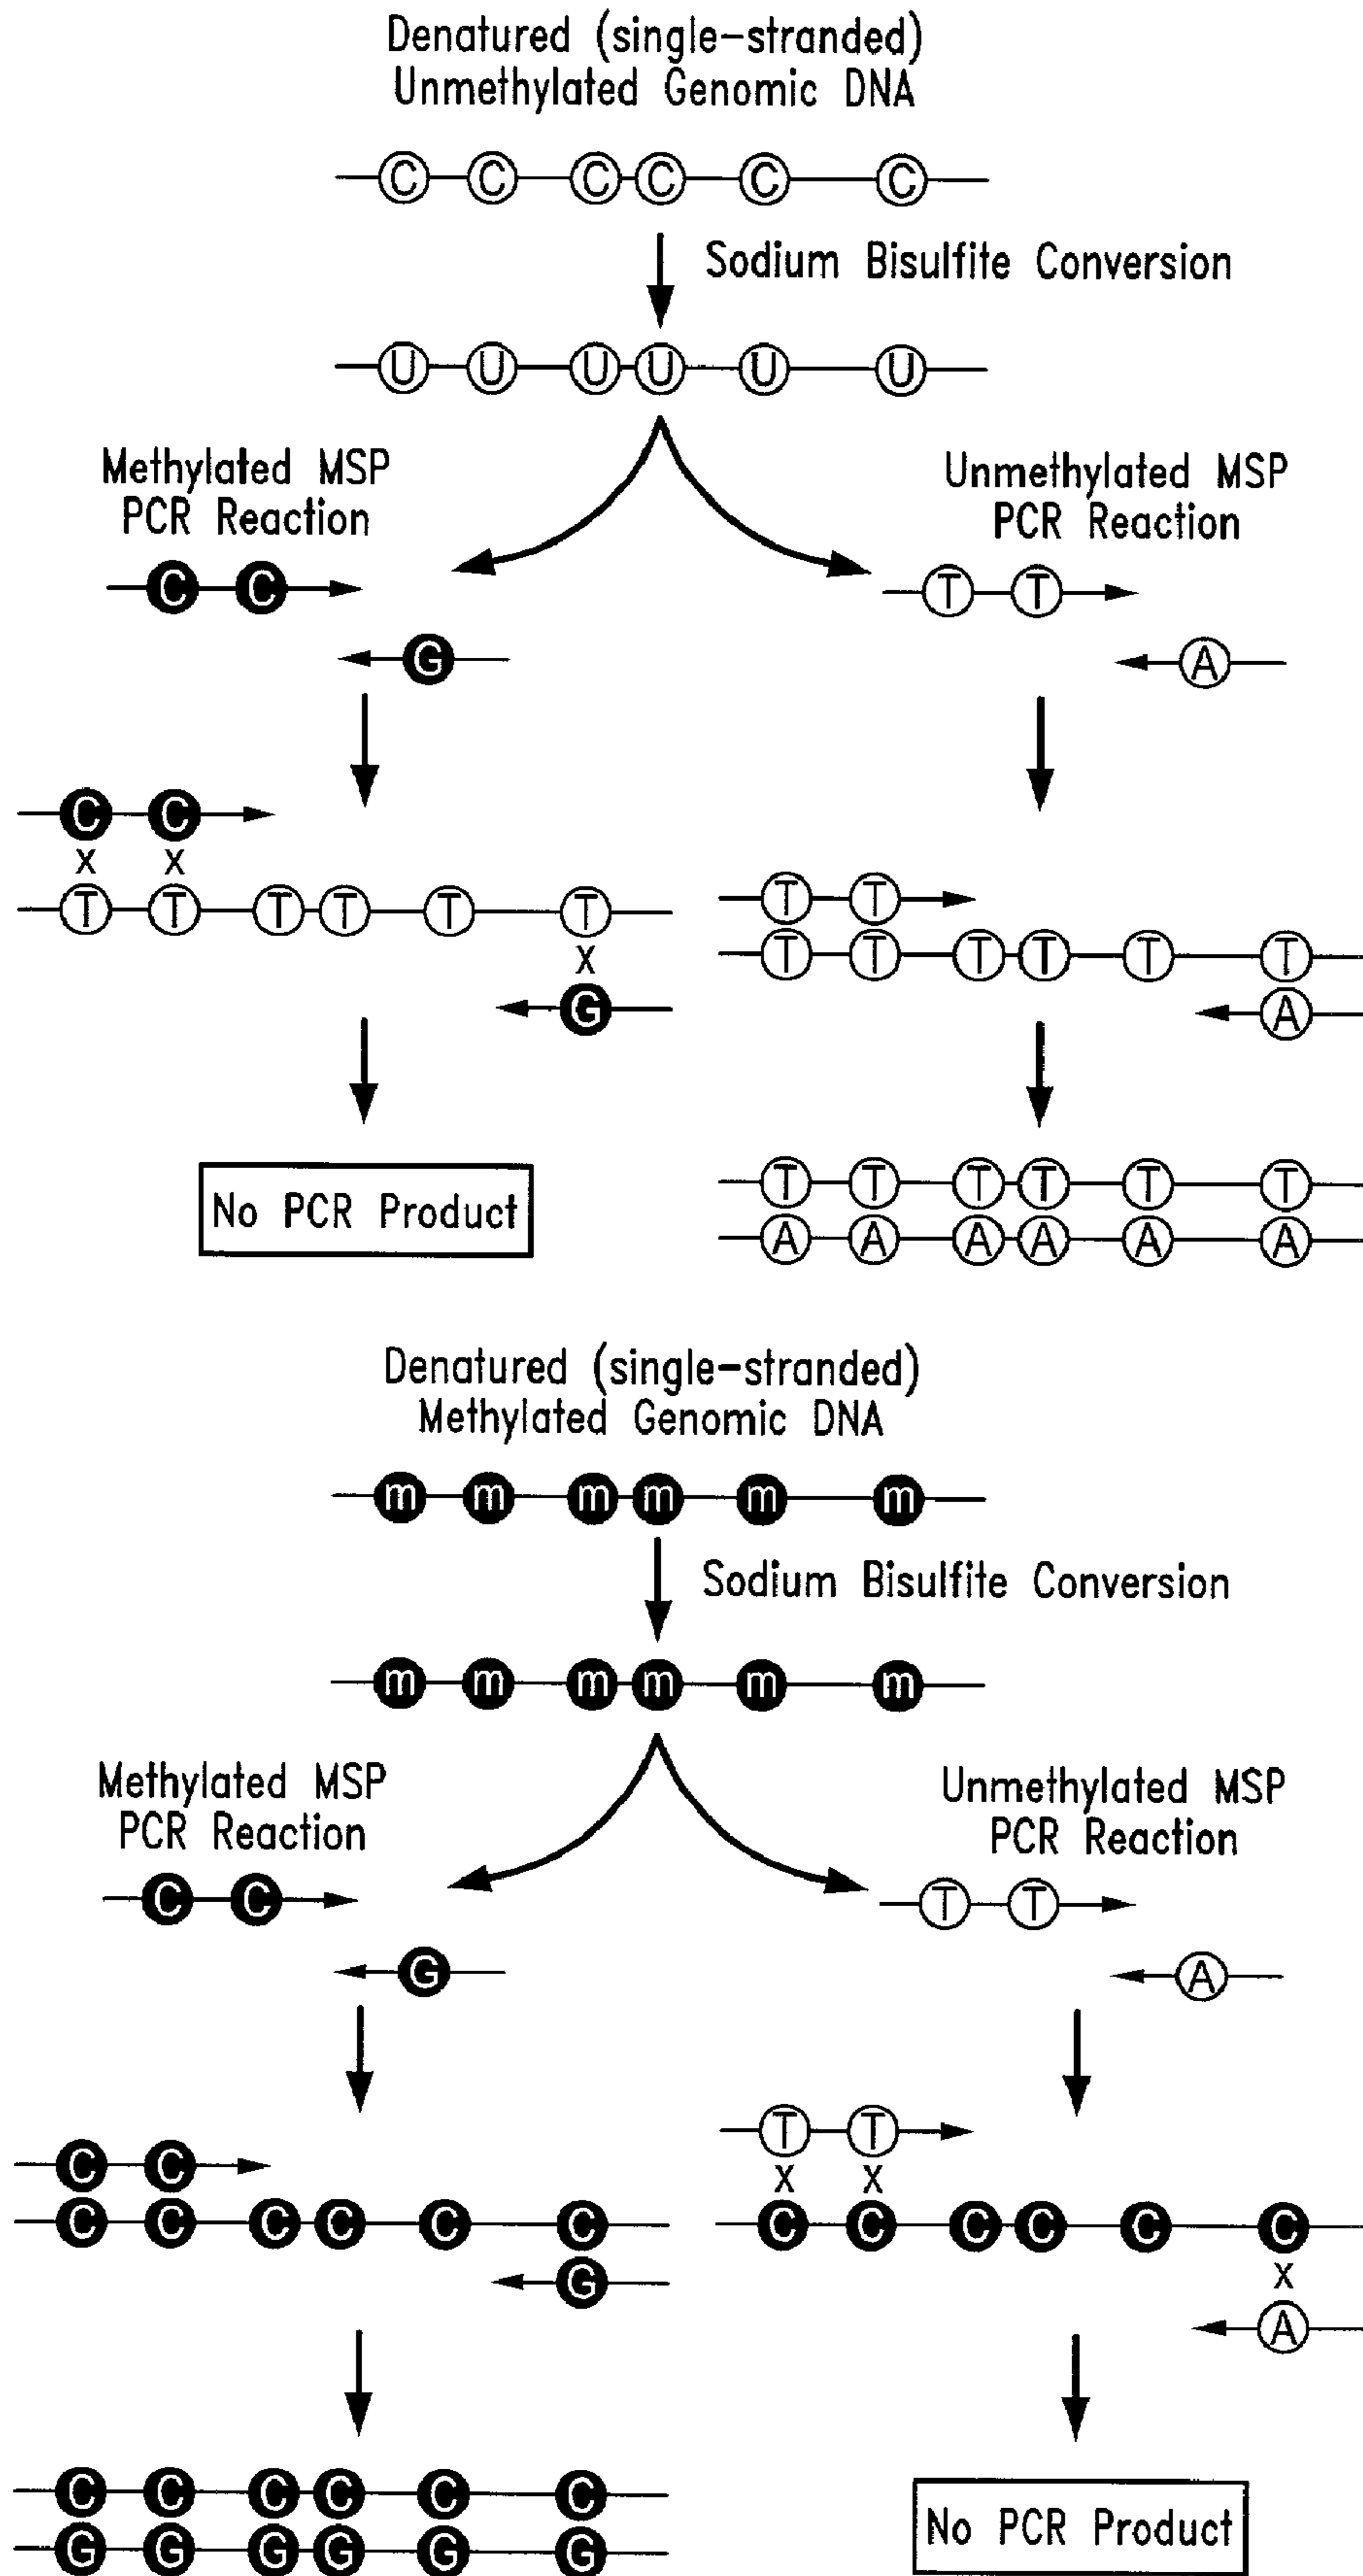 Denatured (single-stranded)
Unmethylated Genomic DNA
C C C C C C
Sodium Bisulfite Conversion
U U U U U U
Methylated MSP
PCR Reaction
Unmethylated MSP
PCR Reaction
C C
G
T T
A
C C
x x
T T T T T T
x
G
T T
T T T T T T
A
No PCR Product
T T T T T T
A A A A A A
Denatured (single-stranded)
Methylated Genomic DNA
m m m m m m
Sodium Bisulfite Conversion
m m m m m m
Methylated MSP
PCR Reaction
Unmethylated MSP
PCR Reaction
C C
G
T T
A
C C
C C C C C C
G
T T
x x
C C C C C C
x
A
C C C C C C
G G G G G G
No PCR Product